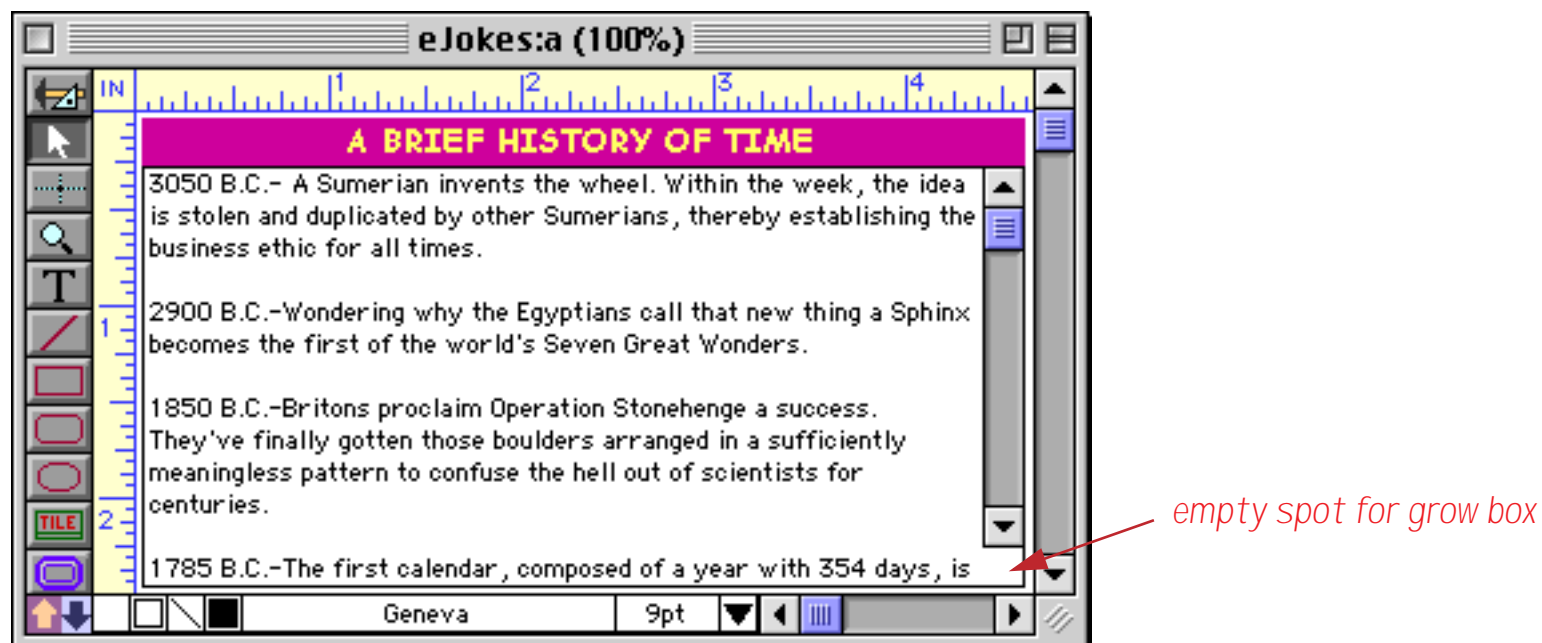 eJokes:a (100%)
IN 1 2 3 4
A BRIEF HISTORY OF TIME
3050 B.C.- A Sumerian invents the wheel. Within the week, the idea
is stolen and duplicated by other Sumerians, thereby establishing the
business ethic for all times.
2900 B.C.-Wondering why the Egyptians call that new thing a Sphinx
becomes the first of the world's Seven Great Wonders.
1850 B.C.-Britons proclaim Operation Stonehenge a success.
They've finally gotten those boulders arranged in a sufficiently
meaningless pattern to confuse the hell out of scientists for
centuries.
1785 B.C.-The first calendar, composed of a year with 354 days, is
T
1
TILE
2
Geneva 9pt
empty spot for grow box